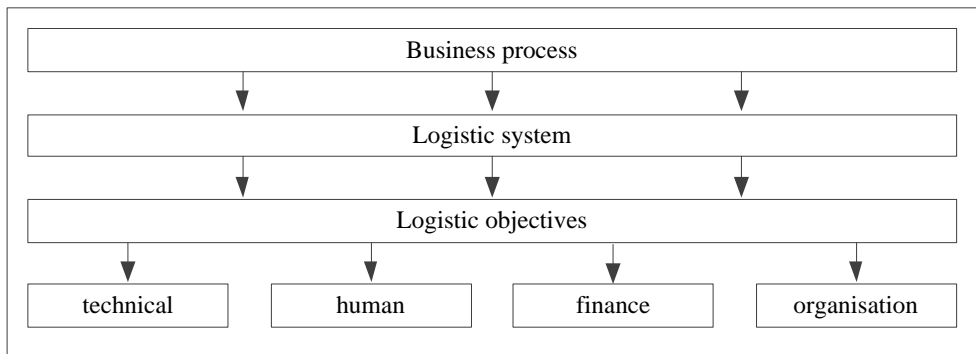 Business process
Logistic system
Logistic objectives
technical
human
finance
organisation